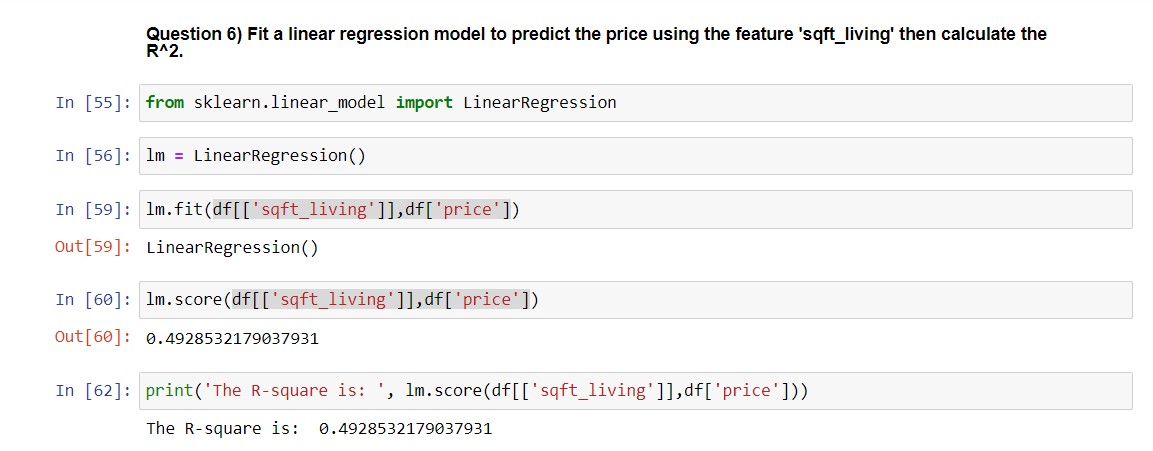 Question 6) Fit a linear regression model to predict the price using the feature 'sqft_living' then calculate the
R^2.
In [55]: from sklearn.linear_model import LinearRegression
In [56]: lm = LinearRegression()
In [59]: lm.fit(df[['sqft_living']],df['price'])
Out[59]: LinearRegression()
In [60]: lm.score(df[['sqft_living']],df['price'])
Out[60]: 0.4928532179037931
In [62]: print('The R-square is: ', lm.score(df[['sqft_living']],df['price']))
The R-square is:  0.4928532179037931